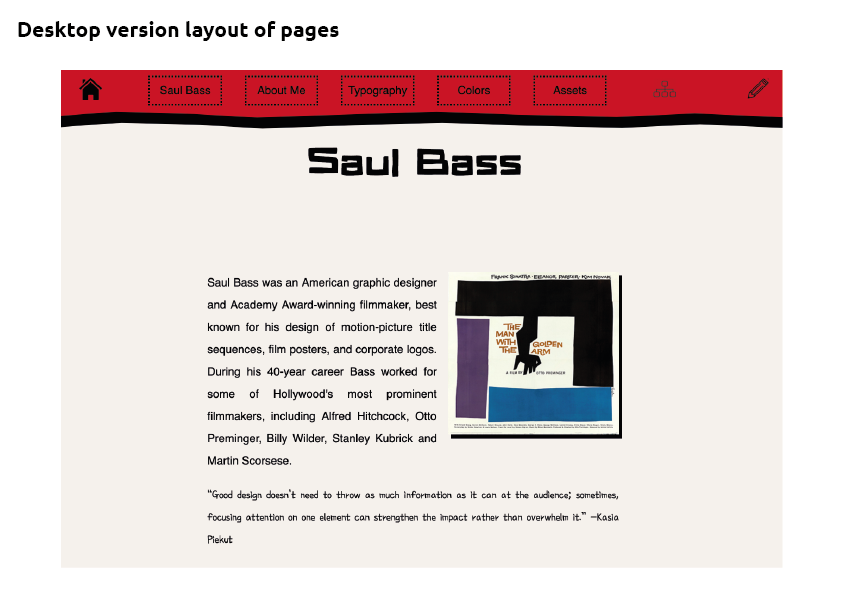 Desktop version layout of pages
Saul Bass About Me Typography Colors Assets
Saul Bass
Saul Bass was an American graphic designer
and Academy Award-winning filmmaker, best
known for his design of motion-picture title
sequences, film posters, and corporate logos.
During his 40-year career Bass worked for
some of Hollywood's most prominent
filmmakers, including Alfred Hitchcock, Otto
Preminger, Billy Wilder, Stanley Kubrick and
Martin Scorsese.
FRANK SINATRA · ELEANOR PARKER · KIM NOVAK
THE
MAN
WITH
THE
GOLDEN
ARM
A FILM BY OTTO PREMINGER
“Good design doesn't need to throw as much information as it can at the audience; sometimes,
focusing attention on one element can strengthen the impact rather than overwhelm it.” —Kasia
Piekut